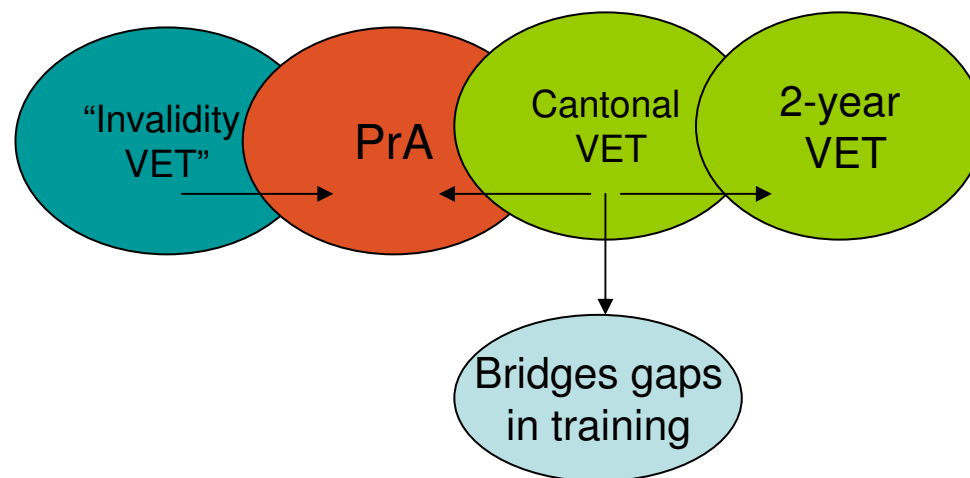 “Invalidity
VET”
PrA
Cantonal
VET
2-year
VET
Bridges gaps
in training